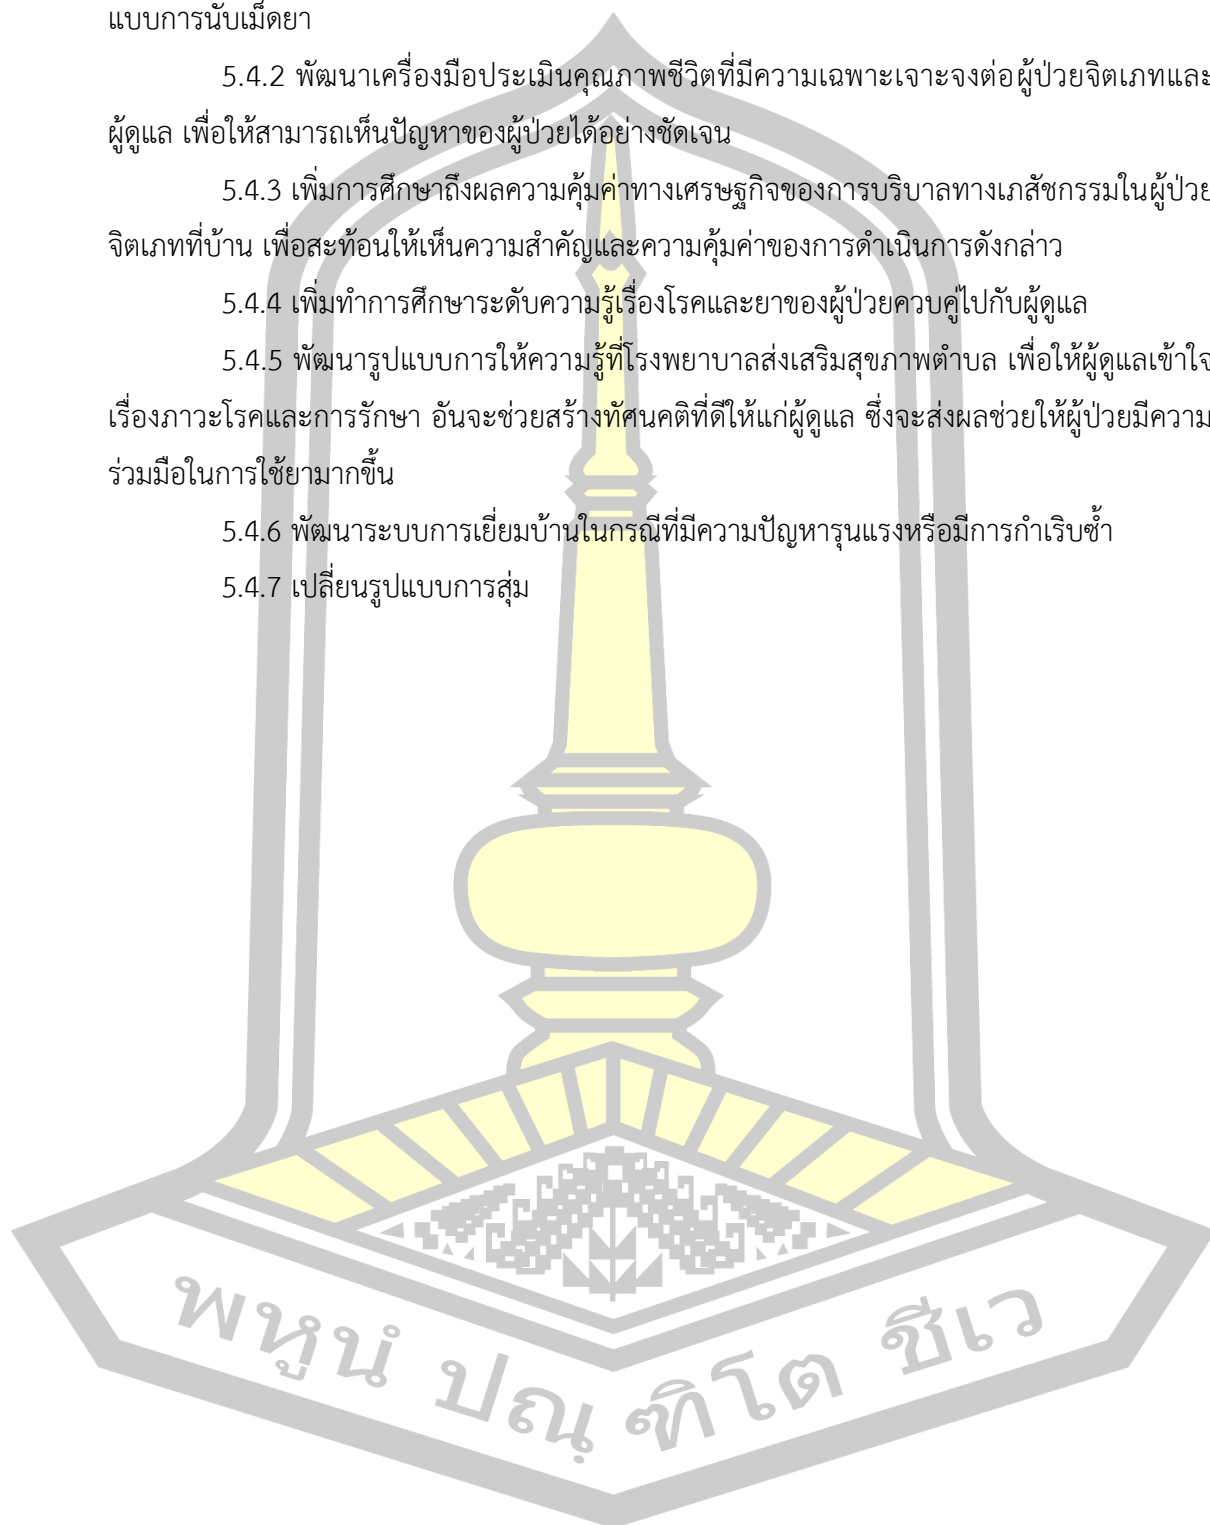 แบบการนับเม็ดยา
5.4.2 พัฒนาเครื่องมือประเมินคุณภาพชีวิตที่มีความเฉพาะเจาะจงต่อผู้ป่วยจิตเภทและ
ผู้ดูแล เพื่อให้สามารถเห็นปัญหาของผู้ป่วยได้อย่างชัดเจน
5.4.3 เพิ่มการศึกษาถึงผลความคุ้มค่าทางเศรษฐกิจของการบริบาลทางเภสัชกรรมในผู้ป่วย
จิตเภทที่บ้าน เพื่อสะท้อนให้เห็นความสำคัญและความคุ้มค่าของการดำเนินการดังกล่าว
5.4.4 เพิ่มทำการศึกษาระดับความรู้เรื่องโรคและยาของผู้ป่วยควบคู่ไปกับผู้ดูแล
5.4.5 พัฒนารูปแบบการให้ความรู้ที่โรงพยาบาลส่งเสริมสุขภาพตำบล เพื่อให้ผู้ดูแลเข้าใจ
เรื่องภาวะโรคและการรักษา อันจะช่วยสร้างทัศนคติที่ดีให้แก่ผู้ดูแล ซึ่งจะส่งผลช่วยให้ผู้ป่วยมีความ
ร่วมมือในการใช้ยามากขึ้น
5.4.6 พัฒนาระบบการเยี่ยมบ้านในกรณีที่มีความปัญหารุนแรงหรือมีการกำเริบซ้ำ
5.4.7 เปลี่ยนรูปแบบการสุ่ม
พหูนํ ปณฺ ฑิโต ชีเว